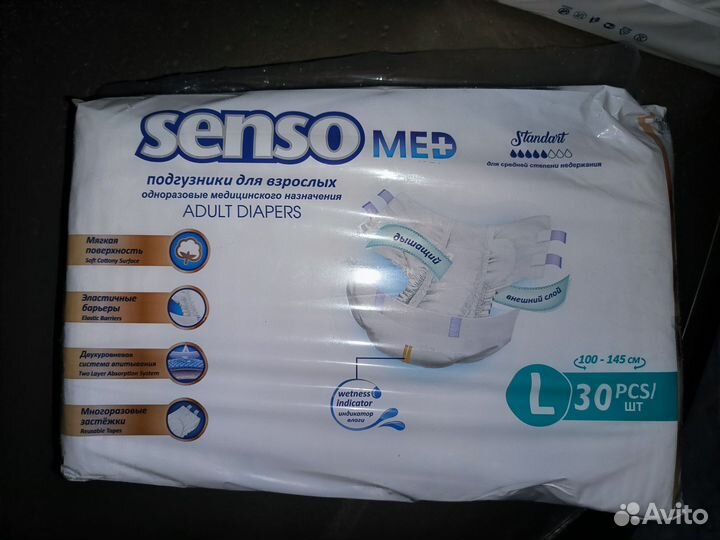 senso MED
Standart
для средней степени недержания
подгузники для взрослых
одноразовые медицинского назначения
ADULT DIAPERS
Мягкая
поверхность
Soft Cottony Surface
Эластичные
барьеры
Elastic Barriers
Двухуровневая
система впитывания
Two Layer Absorption System
Многоразовые
застёжки
Reusable Tapes
дышащий
внешний слой
wetness
indicator
индикатор
влаги
100 - 145 см
L 30 PCS/
шт
Avito